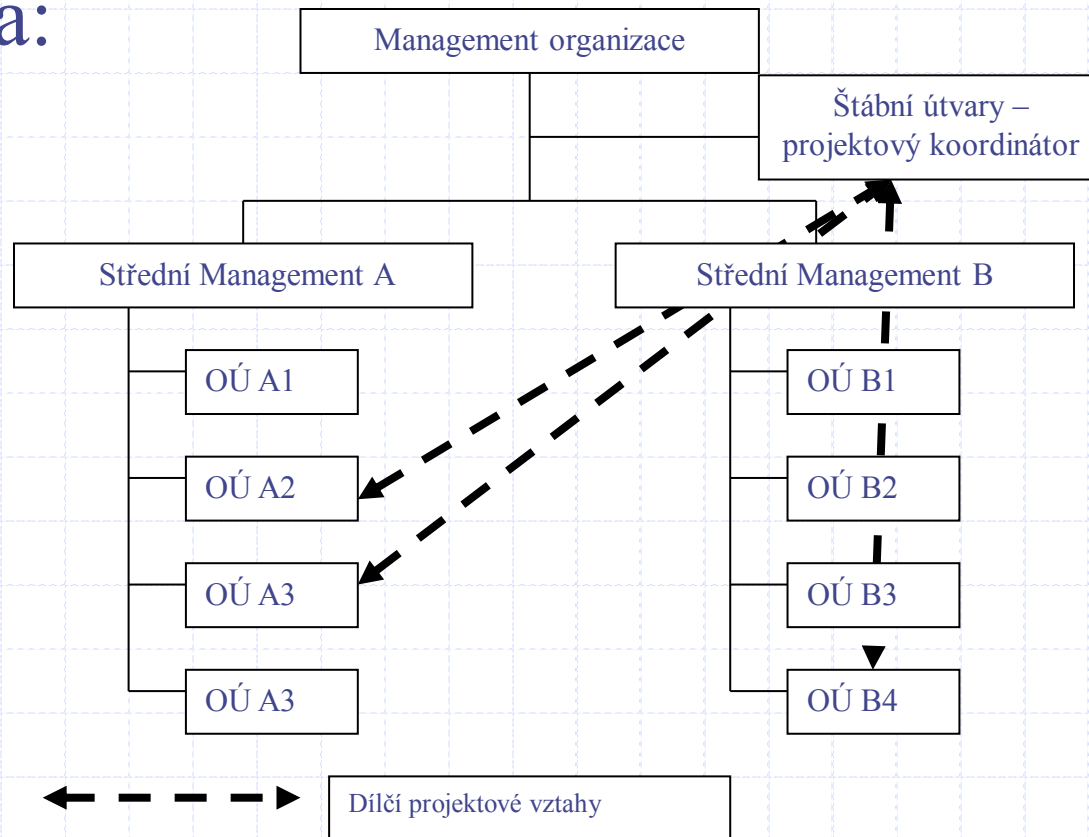 a:
Management organizace
Štábní útvary –
projektový koordinátor
Střední Management A
Střední Management B
OÚ A1
OÚ A2
OÚ A3
OÚ A3
OÚ B1
OÚ B2
OÚ B3
OÚ B4
Dílčí projektové vztahy